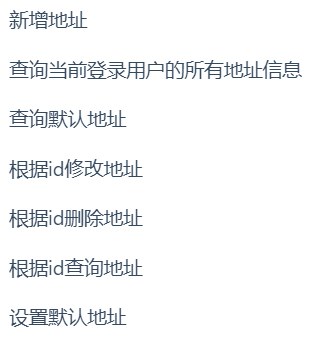 新增地址
查询当前登录用户的所有地址信息
查询默认地址
根据id修改地址
根据id删除地址
根据id查询地址
设置默认地址